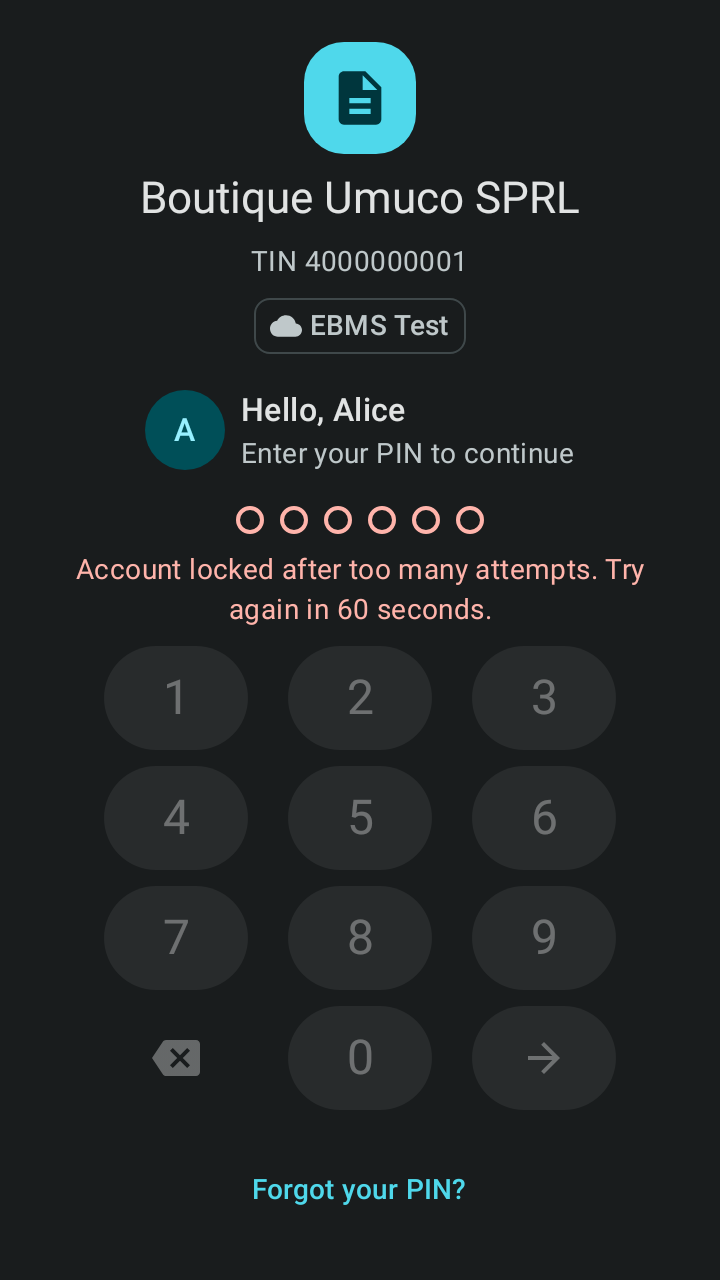 Boutique Umuco SPRL
TIN 4000000001
EBMS Test
A
Hello, Alice
Enter your PIN to continue
Account locked after too many attempts. Try
again in 60 seconds.
1 2 3
4 5 6
7 8 9
0
Forgot your PIN?